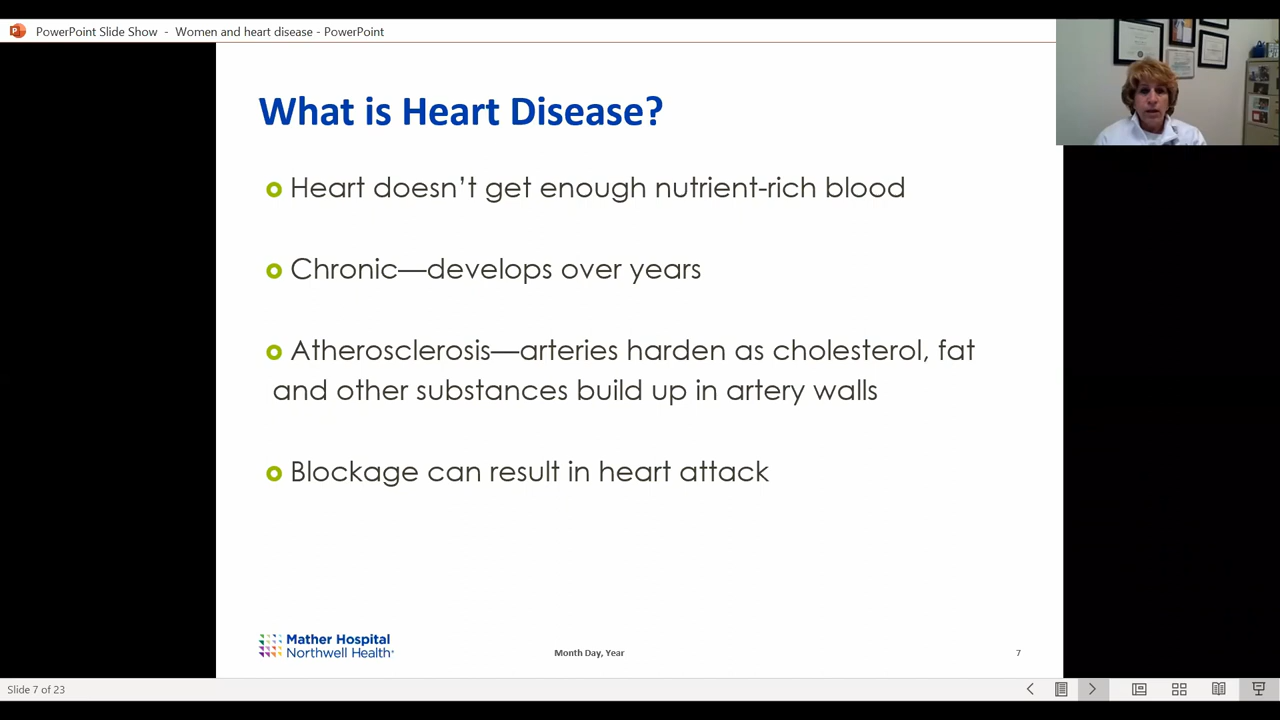 PowerPoint Slide Show - Women and heart disease - PowerPoint
What is Heart Disease?
Heart doesn’t get enough nutrient-rich blood
Chronic—develops over years
Atherosclerosis—arteries harden as cholesterol, fat
and other substances build up in artery walls
Blockage can result in heart attack
Mather Hospital
Northwell Health®
Month Day, Year
7
Slide 7 of 23